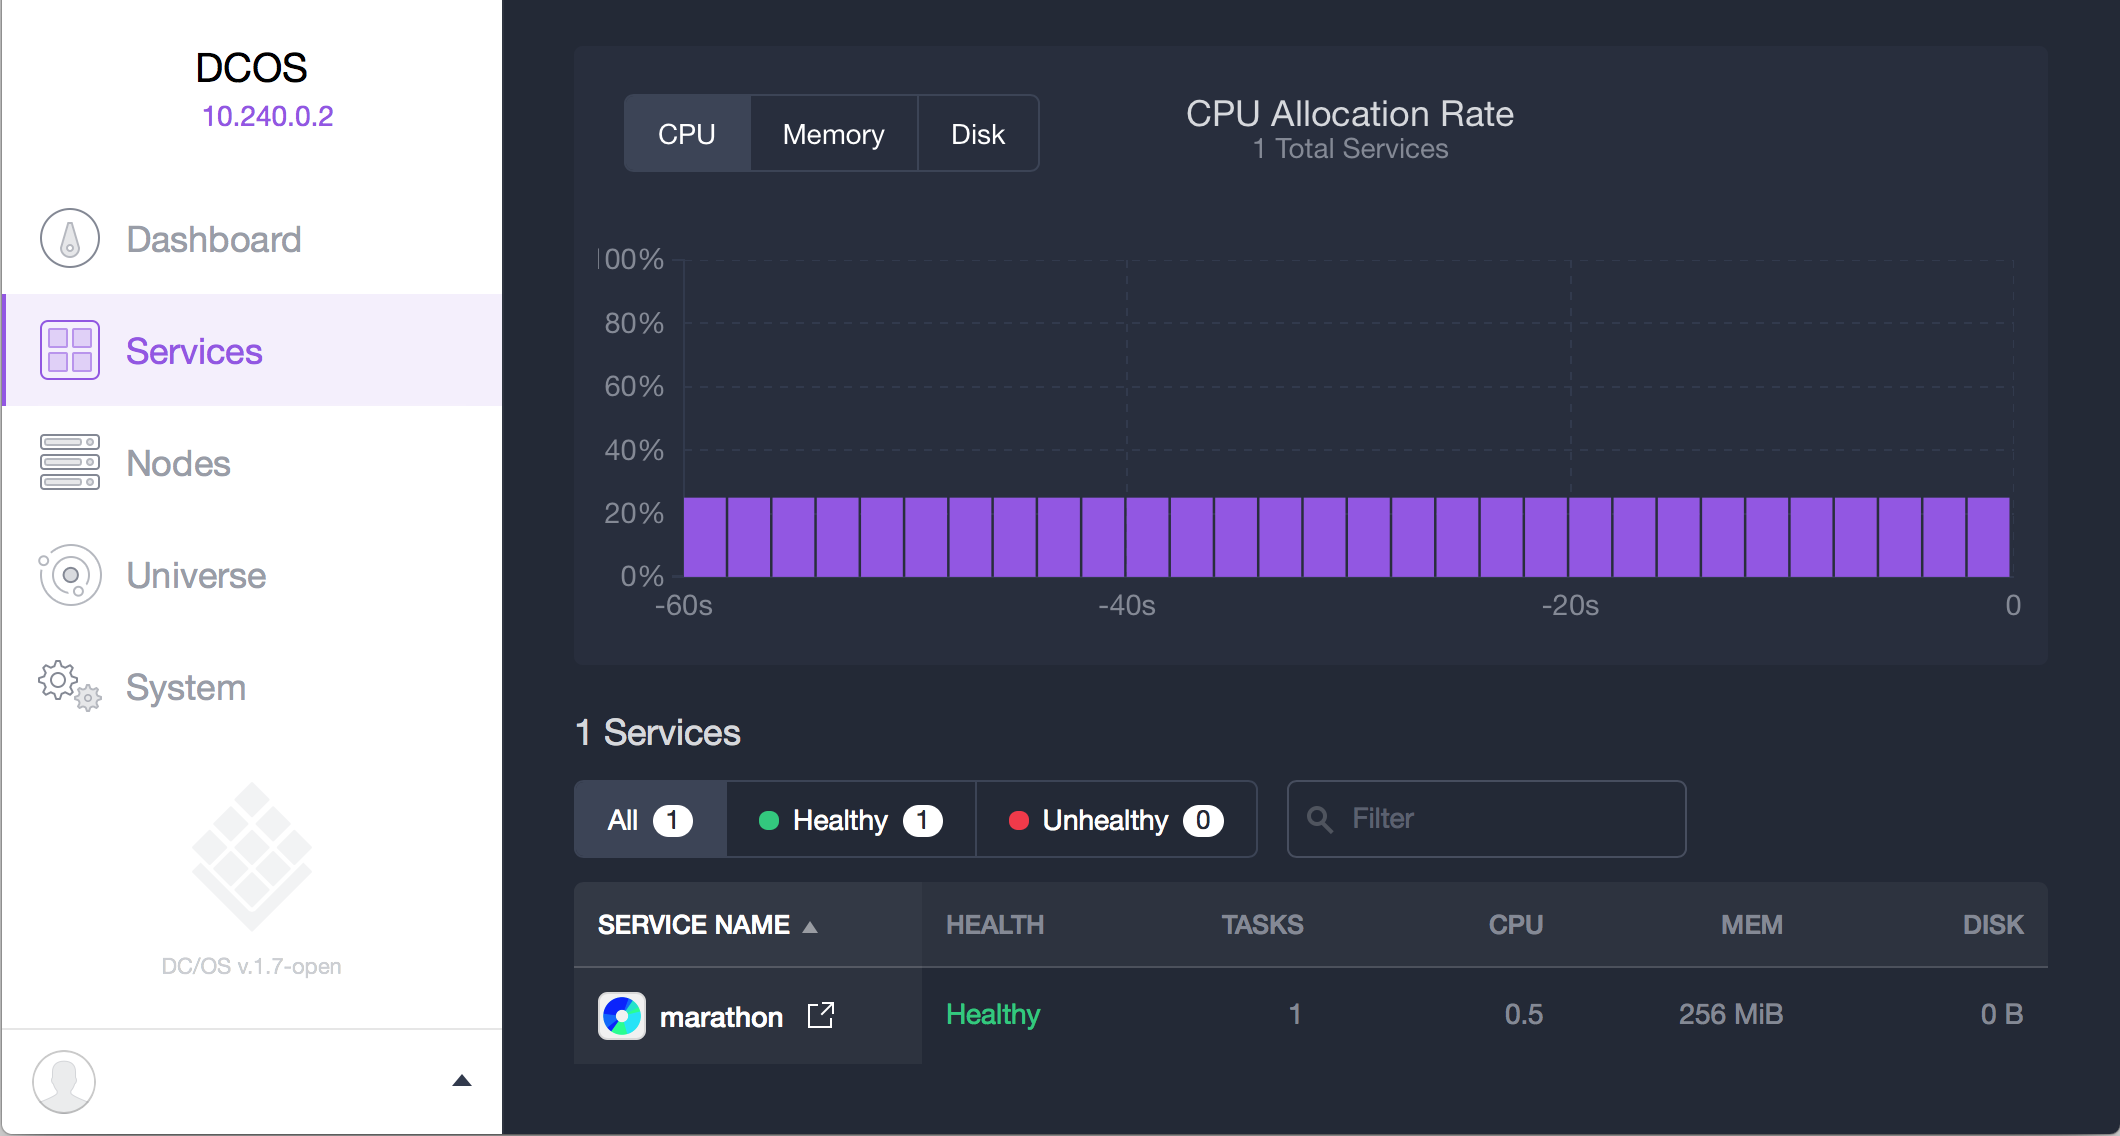 DCOS
10.240.0.2
Dashboard
Services
Nodes
Universe
System
DC/OS v.1.7-open
CPU Memory Disk
CPU Allocation Rate
1 Total Services
100%
80%
60%
40%
20%
0%
-60s -40s -20s 0
1 Services
All 1 Healthy 1 Unhealthy 0 Filter
SERVICE NAME HEALTH TASKS CPU MEM DISK
marathon Healthy 1 0.5 256 MiB 0 B